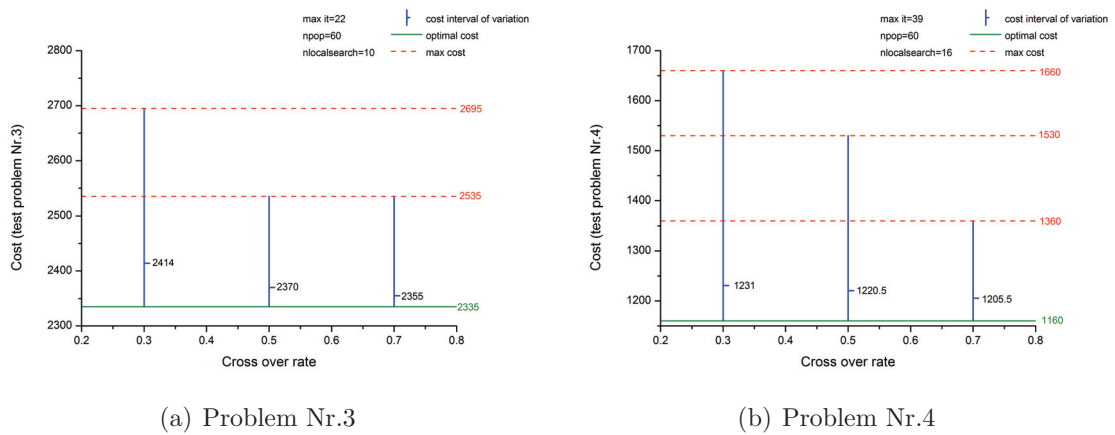 max it=22
cost interval of variation
npop=60
optimal cost
nlocalsearch=10
max cost
2800
2700
2600
2500
2400
2300
Cost (test problem Nr.3)
2695
2535
2414
2370
2355
2335
0.2 0.3 0.4 0.5 0.6 0.7 0.8
Cross over rate
(a) Problem Nr.3
max it=39
cost interval of variation
npop=60
optimal cost
nlocalsearch=16
max cost
1700
1600
1500
1400
1300
1200
Cost (test problem Nr.4)
1660
1530
1360
1231
1220.5
1205.5
1160
0.2 0.3 0.4 0.5 0.6 0.7 0.8
Cross over rate
(b) Problem Nr.4